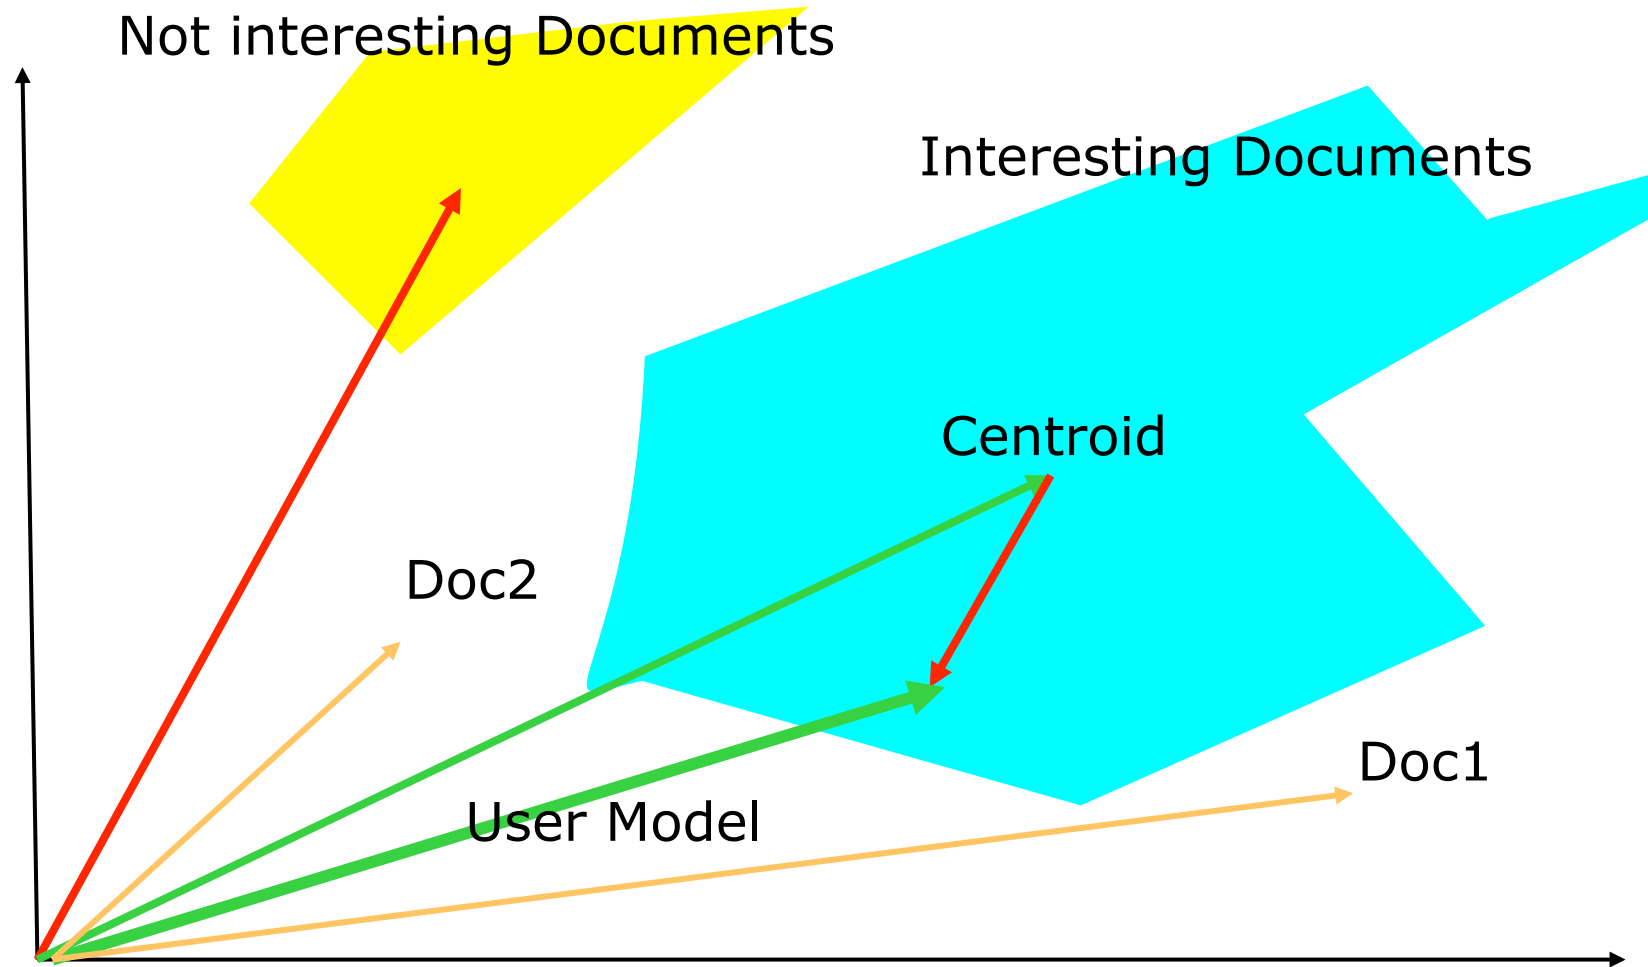 Not interesting Documents
Interesting Documents
Centroid
Doc2
Doc1
User Model